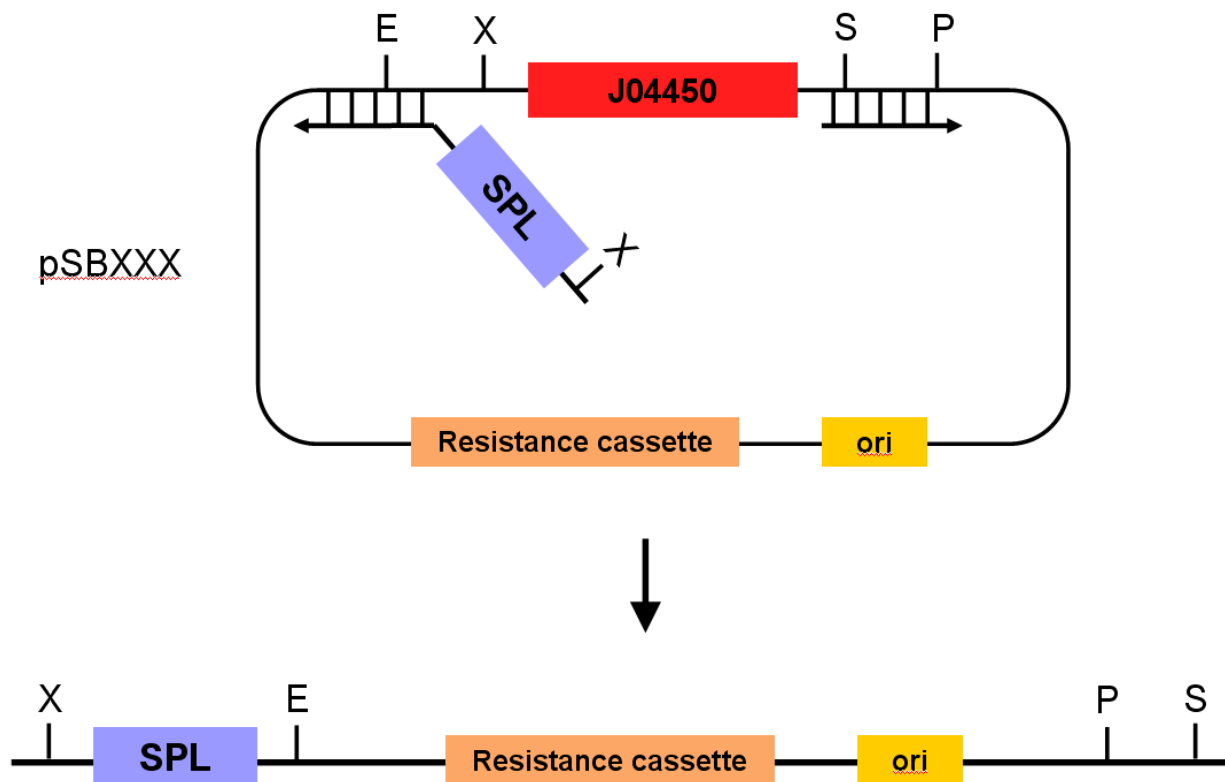 E X S P
J04450
SPL
X
pSBXXX
Resistance cassette ori
X E P S
SPL Resistance cassette ori